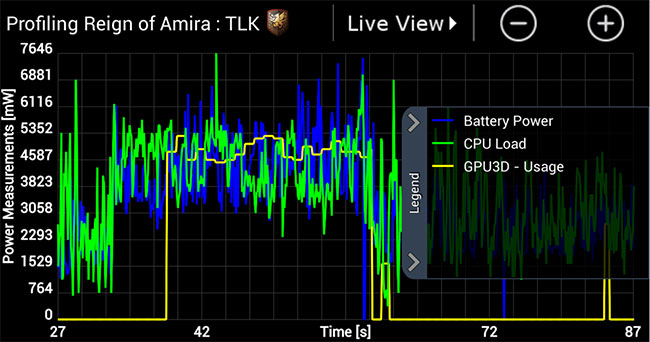 Profiling Reign of Amira : TLK
Live View
Power Measurements [mW]
7646
6881
6116
5352
4587
3823
3058
2293
1529
764
0
Legend
Battery Power
CPU Load
GPU3D - Usage
27
42
Time [s]
72
87